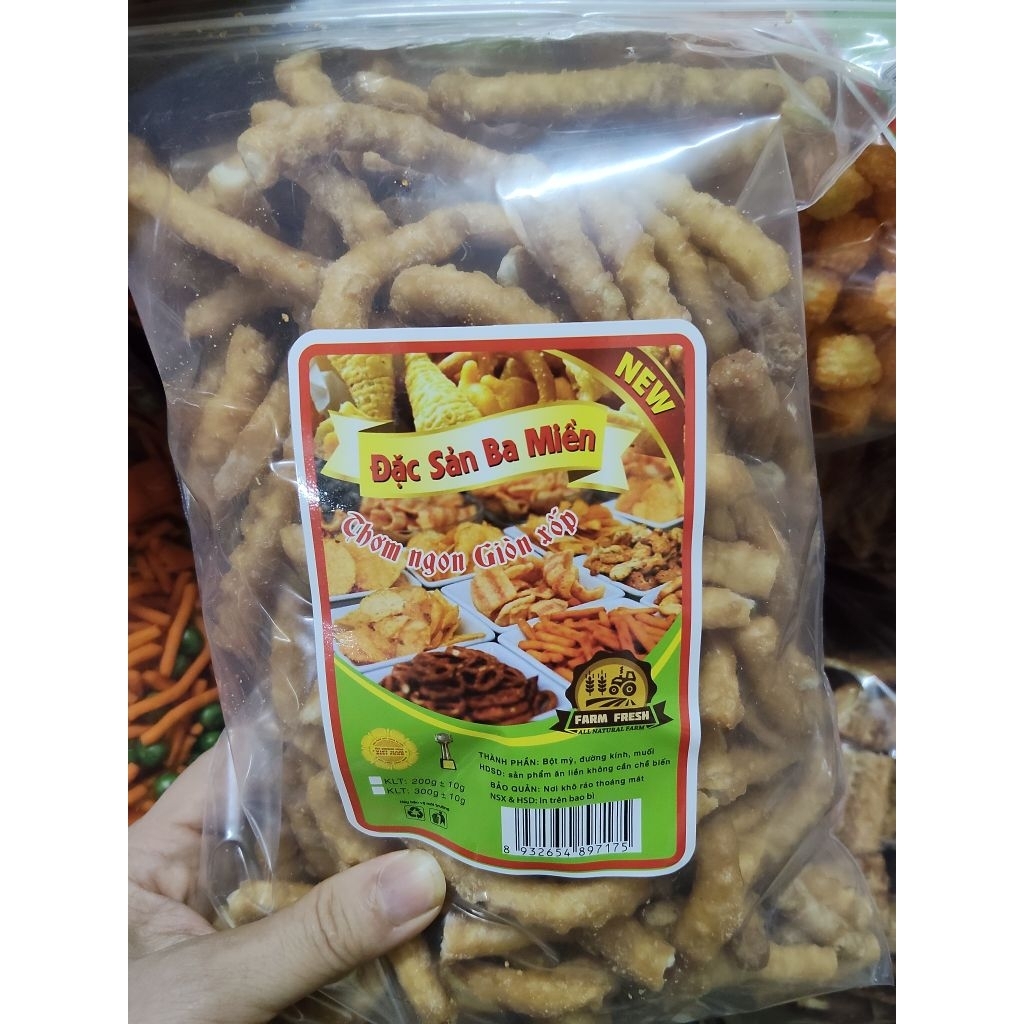 NEW
Đặc Sản Ba Miền
Thơm ngon Giòn xốp
FARM FRESH
ALL NATURAL FARM
THÀNH PHẦN: Bột mỳ, đường kính, muối
HDSD: sản phẩm ăn liền không cần chế biến
BẢO QUẢN: Nơi khô ráo thoáng mát
NSX & HSD: In trên bao bì
KLT: 200g ± 10g
KLT: 300g ± 10g
8 932654 897175